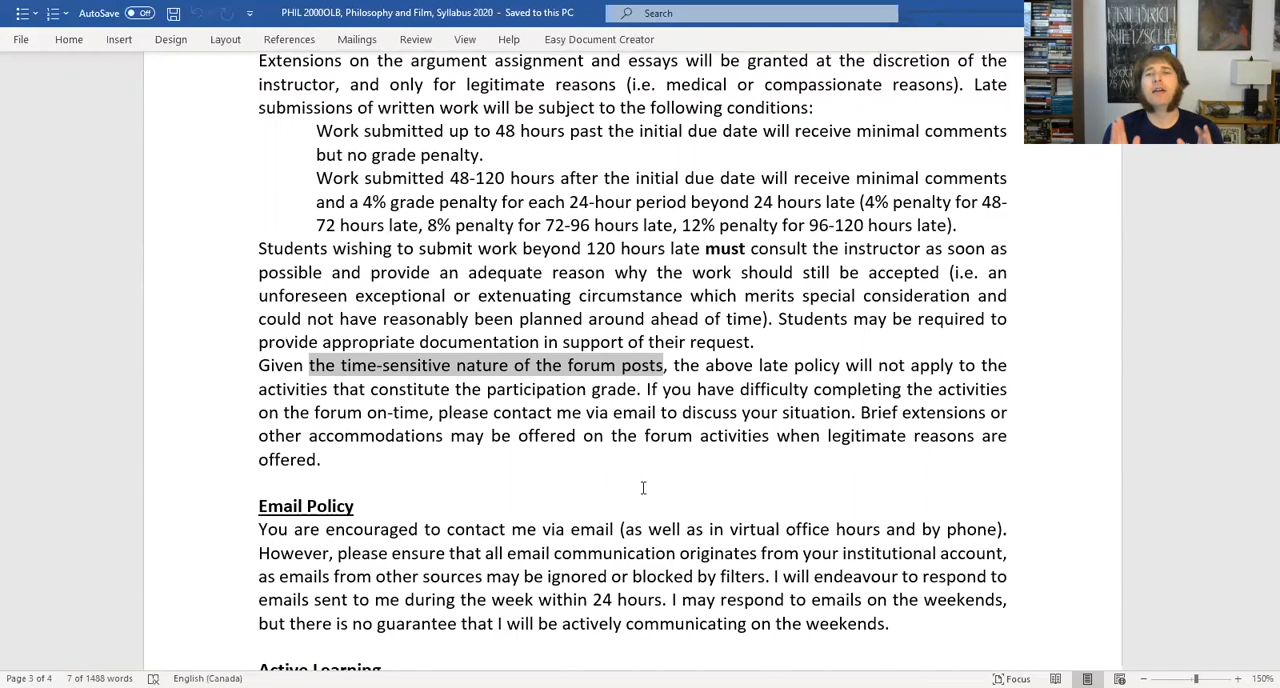 AutoSave Off PHIL 2000OLB, Philosophy and Film, Syllabus 2020 - Saved to this PC Search
File Home Insert Design Layout References Mailings Review View Help Easy Document Creator
Extensions on the argument assignment and essays will be granted at the discretion of the
instructor, and only for legitimate reasons (i.e. medical or compassionate reasons). Late
submissions of written work will be subject to the following conditions:
Work submitted up to 48 hours past the initial due date will receive minimal comments
but no grade penalty.
Work submitted 48-120 hours after the initial due date will receive minimal comments
and a 4% grade penalty for each 24-hour period beyond 24 hours late (4% penalty for 48-
72 hours late, 8% penalty for 72-96 hours late, 12% penalty for 96-120 hours late).
Students wishing to submit work beyond 120 hours late must consult the instructor as soon as
possible and provide an adequate reason why the work should still be accepted (i.e. an
unforeseen exceptional or extenuating circumstance which merits special consideration and
could not have reasonably been planned around ahead of time). Students may be required to
provide appropriate documentation in support of their request.
Given the time-sensitive nature of the forum posts, the above late policy will not apply to the
activities that constitute the participation grade. If you have difficulty completing the activities
on the forum on-time, please contact me via email to discuss your situation. Brief extensions or
other accommodations may be offered on the forum activities when legitimate reasons are
offered.
Email Policy
You are encouraged to contact me via email (as well as in virtual office hours and by phone).
However, please ensure that all email communication originates from your institutional account,
as emails from other sources may be ignored or blocked by filters. I will endeavour to respond to
emails sent to me during the week within 24 hours. I may respond to emails on the weekends,
but there is no guarantee that I will be actively communicating on the weekends.
Active Learning
Page 3 of 4 7 of 1488 words English (Canada) Focus 150%
FRIEDRICH
NIETZSCHE